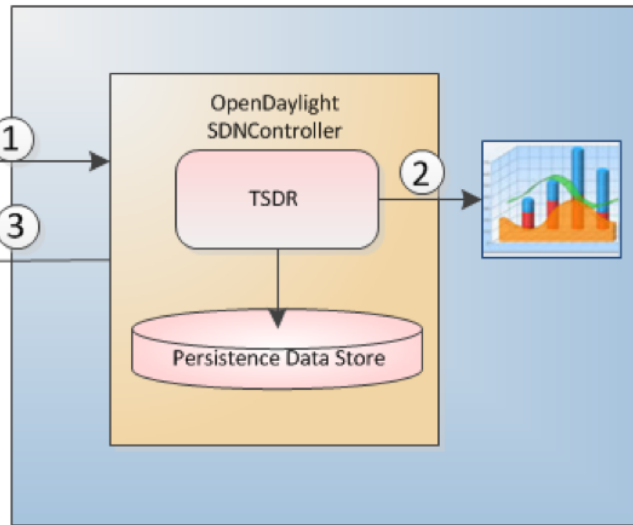 OpenDaylight
SDNController
1
TSDR
2
3
Persistence Data Store